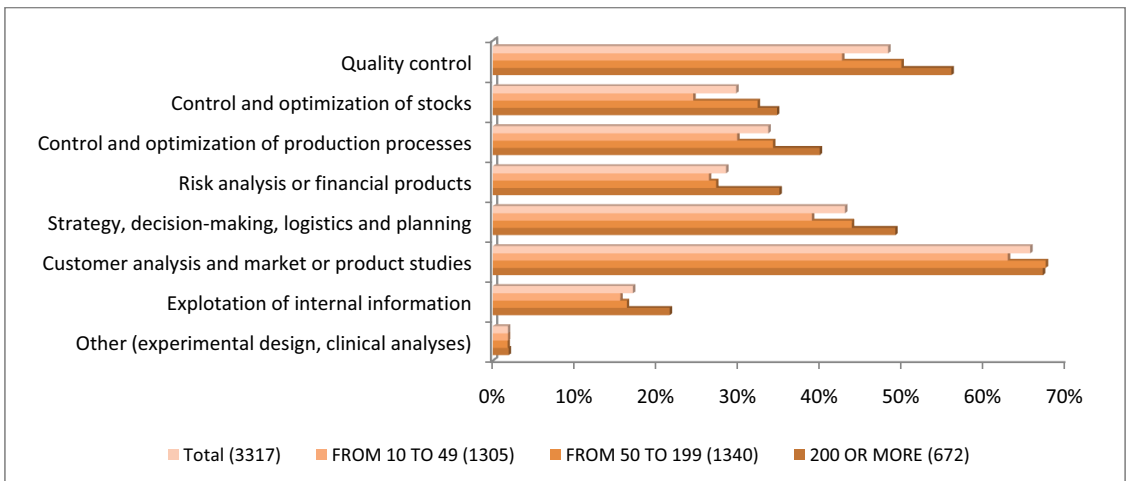 Quality control
Control and optimization of stocks
Control and optimization of production processes
Risk analysis or financial products
Strategy, decision-making, logistics and planning
Customer analysis and market or product studies
Explotation of internal information
Other (experimental design, clinical analyses)
0% 10% 20% 30% 40% 50% 60% 70%
Total (3317) FROM 10 TO 49 (1305) FROM 50 TO 199 (1340) 200 OR MORE (672)